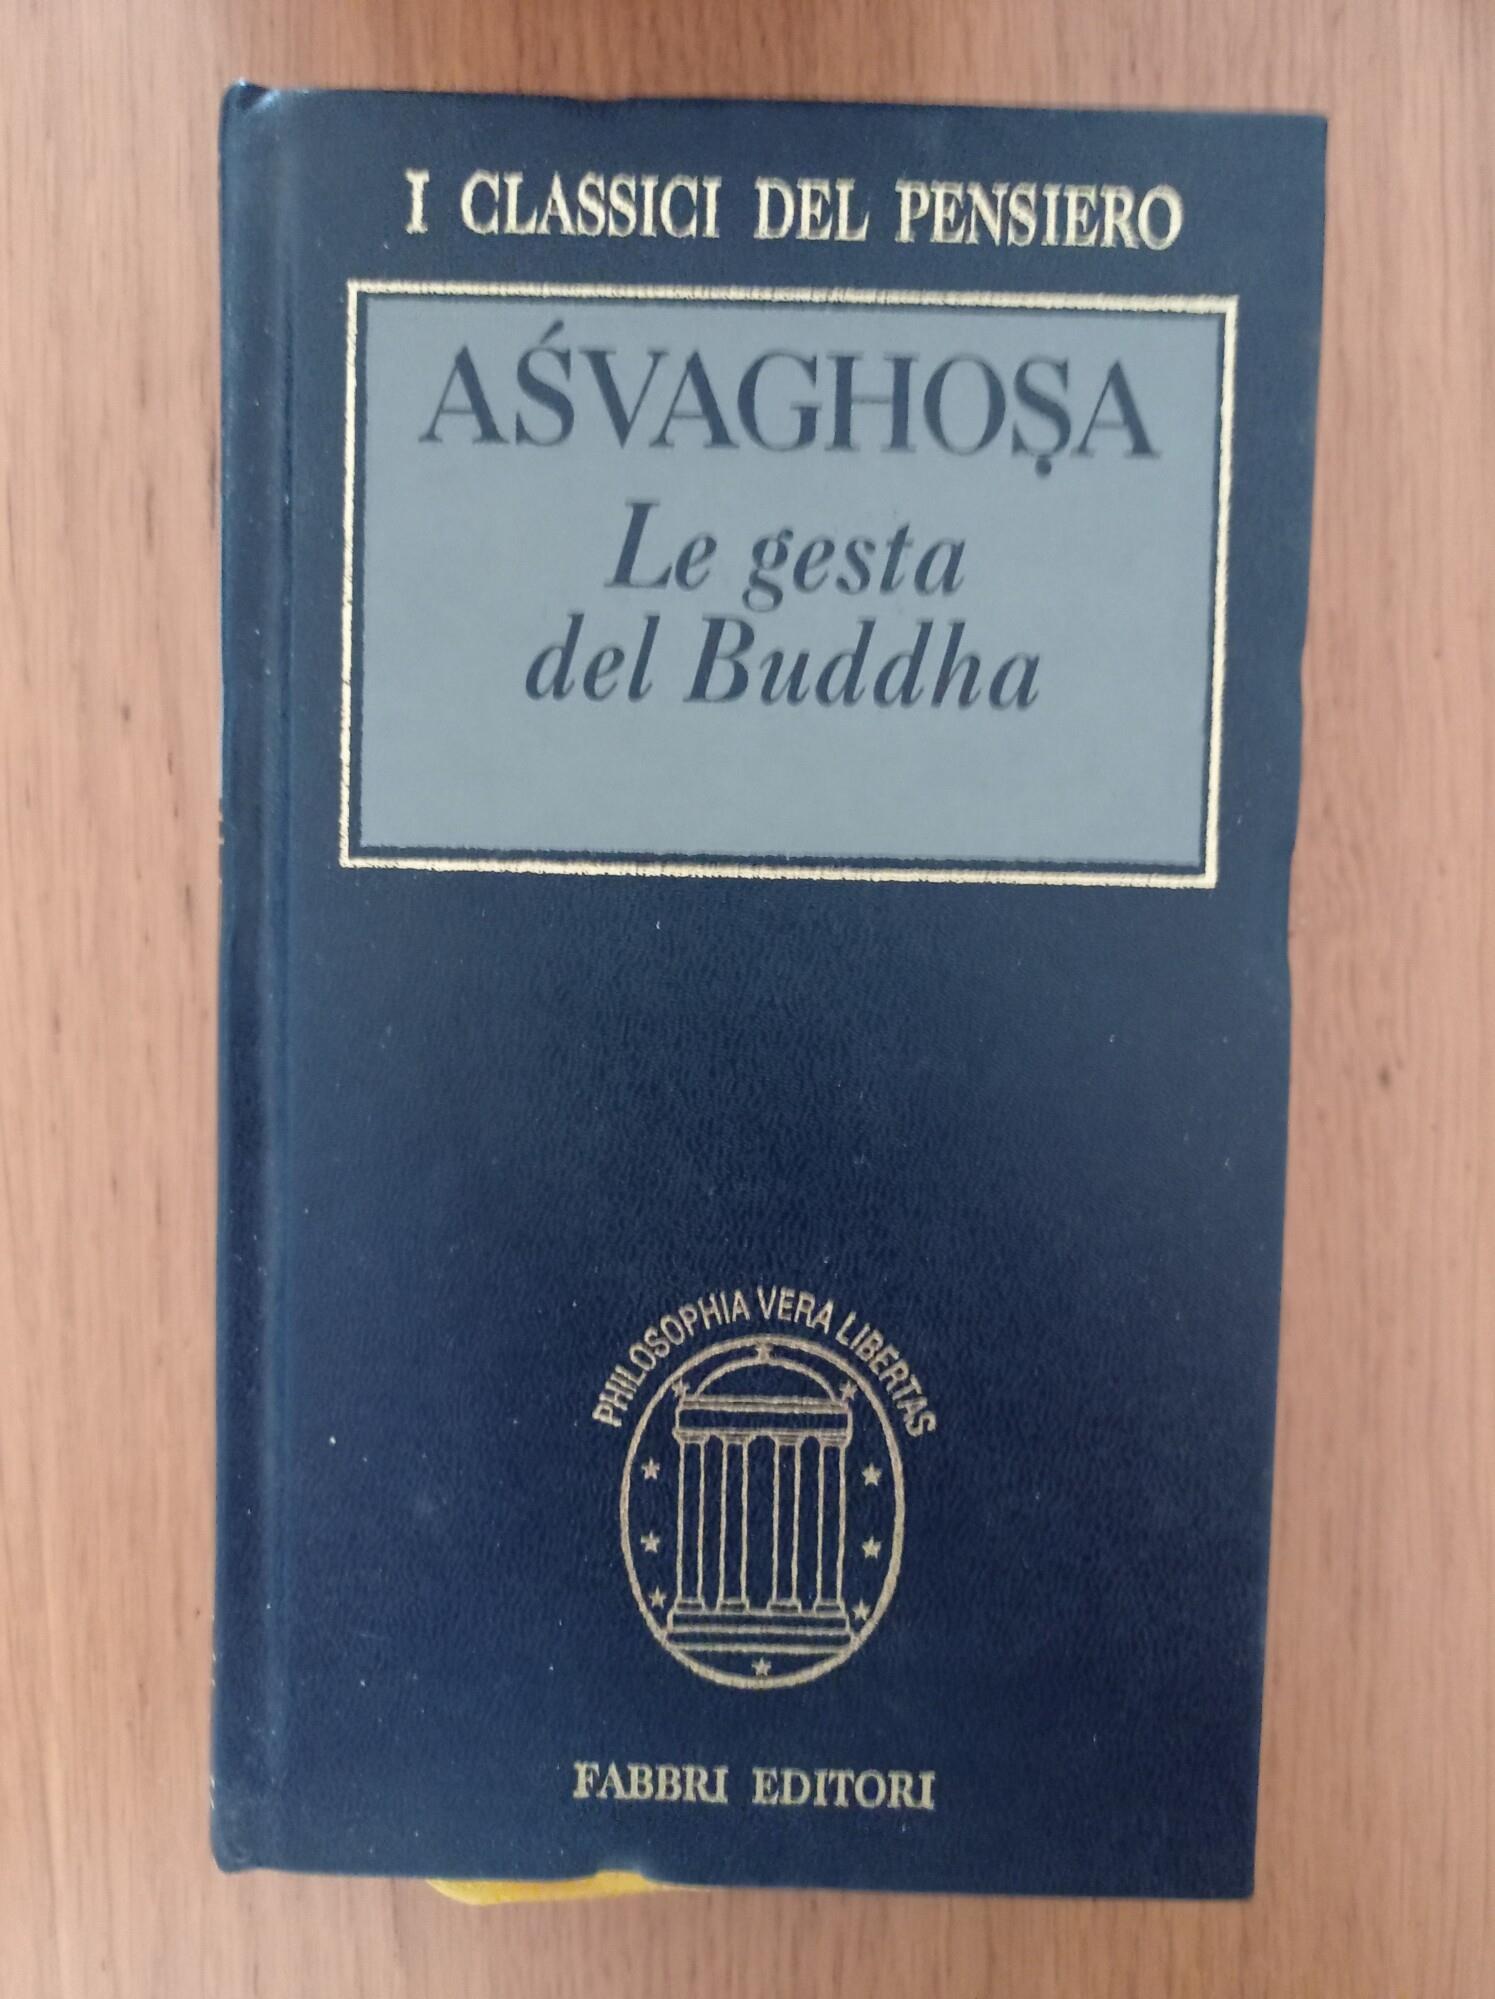 I CLASSICI DEL PENSIERO
AŚVAGHOṢA
Le gesta
del Buddha
PHILOSOPHIA VERA LIBERTAS
FABBRI EDITORI